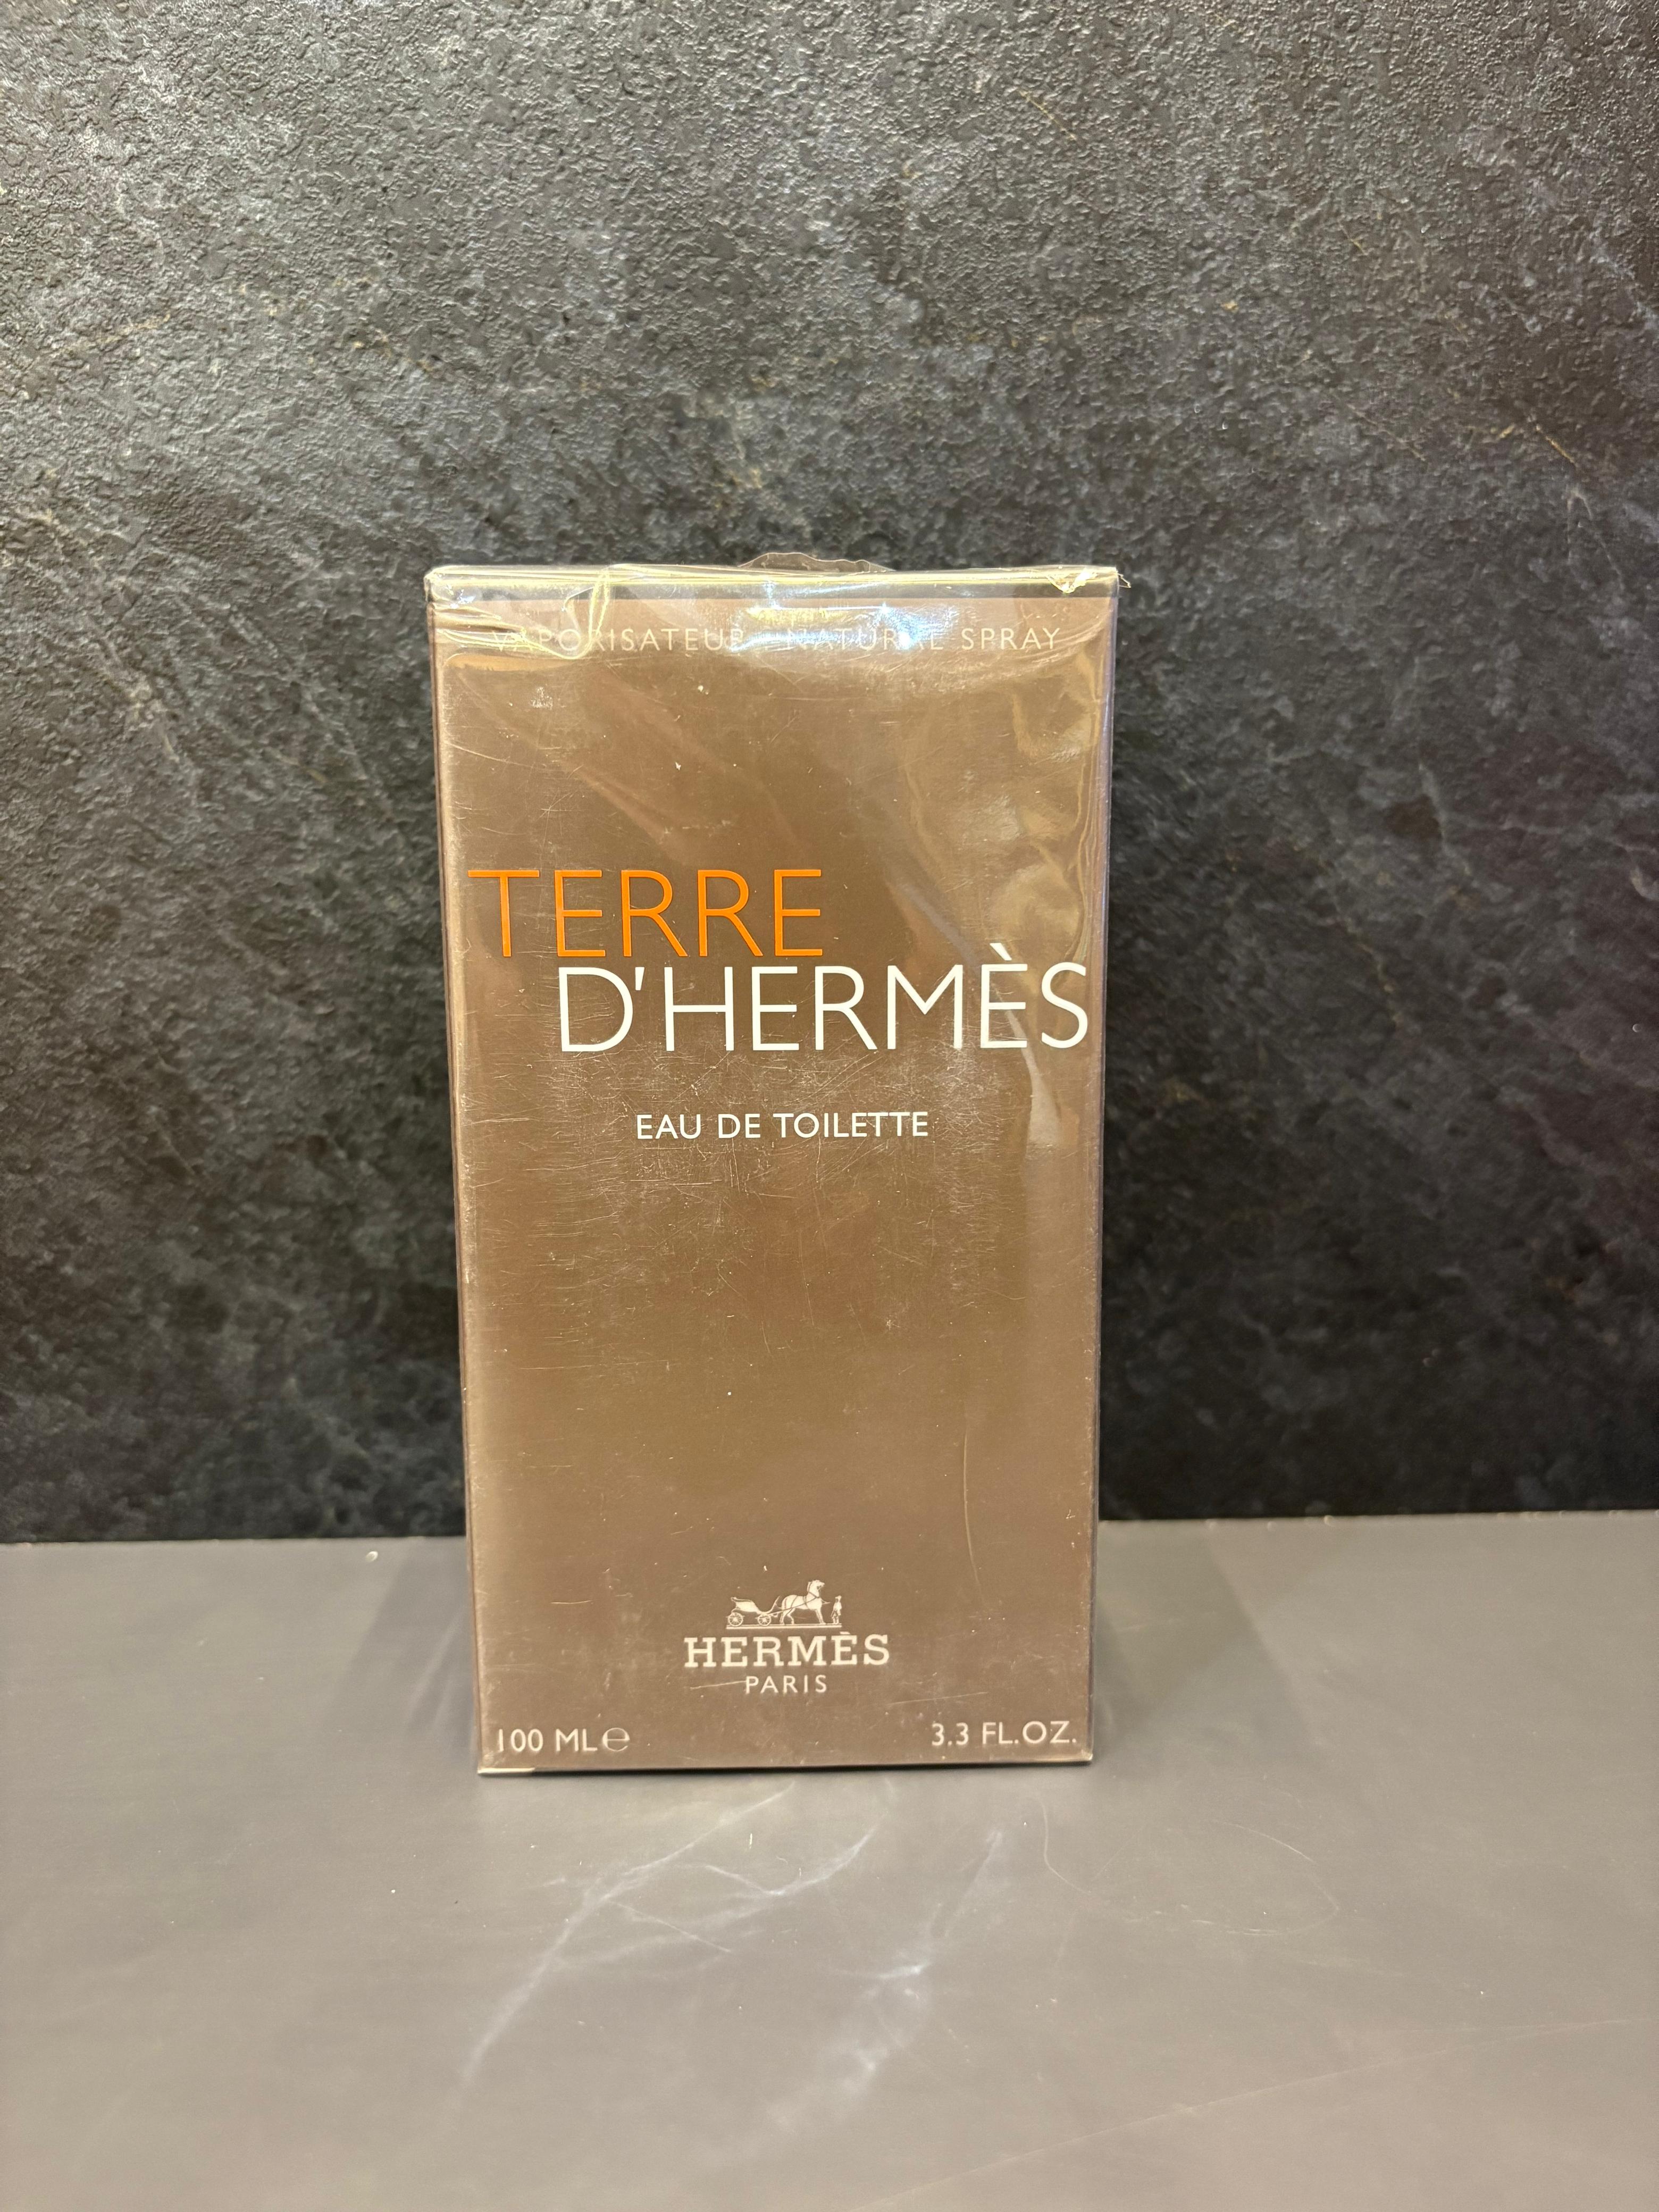 VAPORISATEUR NATURAL SPRAY
TERRE
D'HERMÈS
EAU DE TOILETTE
HERMÈS
PARIS
100 ML ℮ 3.3 FL.OZ.